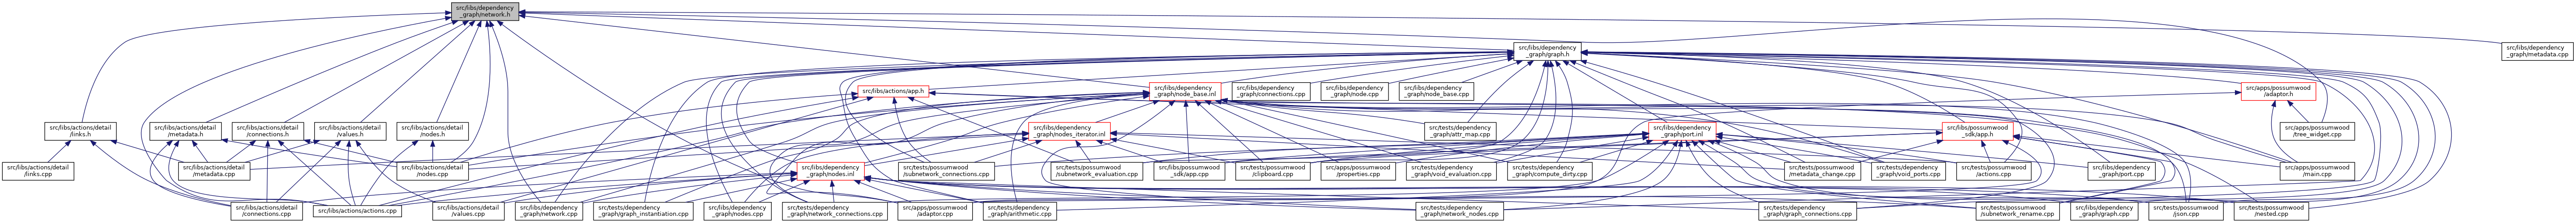 src/libs/dependency
_graph/network.h
src/libs/dependency
_graph/graph.h
src/libs/dependency
_graph/metadata.cpp
src/libs/actions/app.h
src/libs/dependency
_graph/node_base.inl
src/libs/dependency
_graph/connections.cpp
src/libs/dependency
_graph/node.cpp
src/libs/dependency
_graph/node_base.cpp
src/apps/possumwood
/adaptor.h
src/libs/actions/detail
/links.h
src/libs/actions/detail
/metadata.h
src/libs/actions/detail
/connections.h
src/libs/actions/detail
/values.h
src/libs/actions/detail
/nodes.h
src/libs/dependency
_graph/nodes_iterator.inl
src/tests/dependency
_graph/attr_map.cpp
src/libs/dependency
_graph/port.inl
src/libs/possumwood
_sdk/app.h
src/apps/possumwood
/tree_widget.cpp
src/libs/actions/detail
/links.cpp
src/libs/actions/detail
/metadata.cpp
src/libs/actions/detail
/nodes.cpp
src/libs/dependency
_graph/nodes.inl
src/tests/possumwood
/subnetwork_connections.cpp
src/tests/possumwood
/subnetwork_evaluation.cpp
src/libs/possumwood
_sdk/app.cpp
src/tests/possumwood
/clipboard.cpp
src/apps/possumwood
/properties.cpp
src/tests/dependency
_graph/void_evaluation.cpp
src/tests/dependency
_graph/compute_dirty.cpp
src/tests/possumwood
/metadata_change.cpp
src/tests/dependency
_graph/void_ports.cpp
src/tests/possumwood
/actions.cpp
src/libs/dependency
_graph/port.cpp
src/apps/possumwood
/main.cpp
src/libs/actions/detail
/connections.cpp
src/libs/actions/actions.cpp
src/libs/actions/detail
/values.cpp
src/libs/dependency
_graph/network.cpp
src/tests/dependency
_graph/graph_instantiation.cpp
src/libs/dependency
_graph/nodes.cpp
src/tests/dependency
_graph/network_connections.cpp
src/apps/possumwood
/adaptor.cpp
src/tests/dependency
_graph/arithmetic.cpp
src/tests/dependency
_graph/network_nodes.cpp
src/tests/dependency
_graph/graph_connections.cpp
src/tests/possumwood
/subnetwork_rename.cpp
src/libs/dependency
_graph/graph.cpp
src/tests/possumwood
/json.cpp
src/tests/possumwood
/nested.cpp